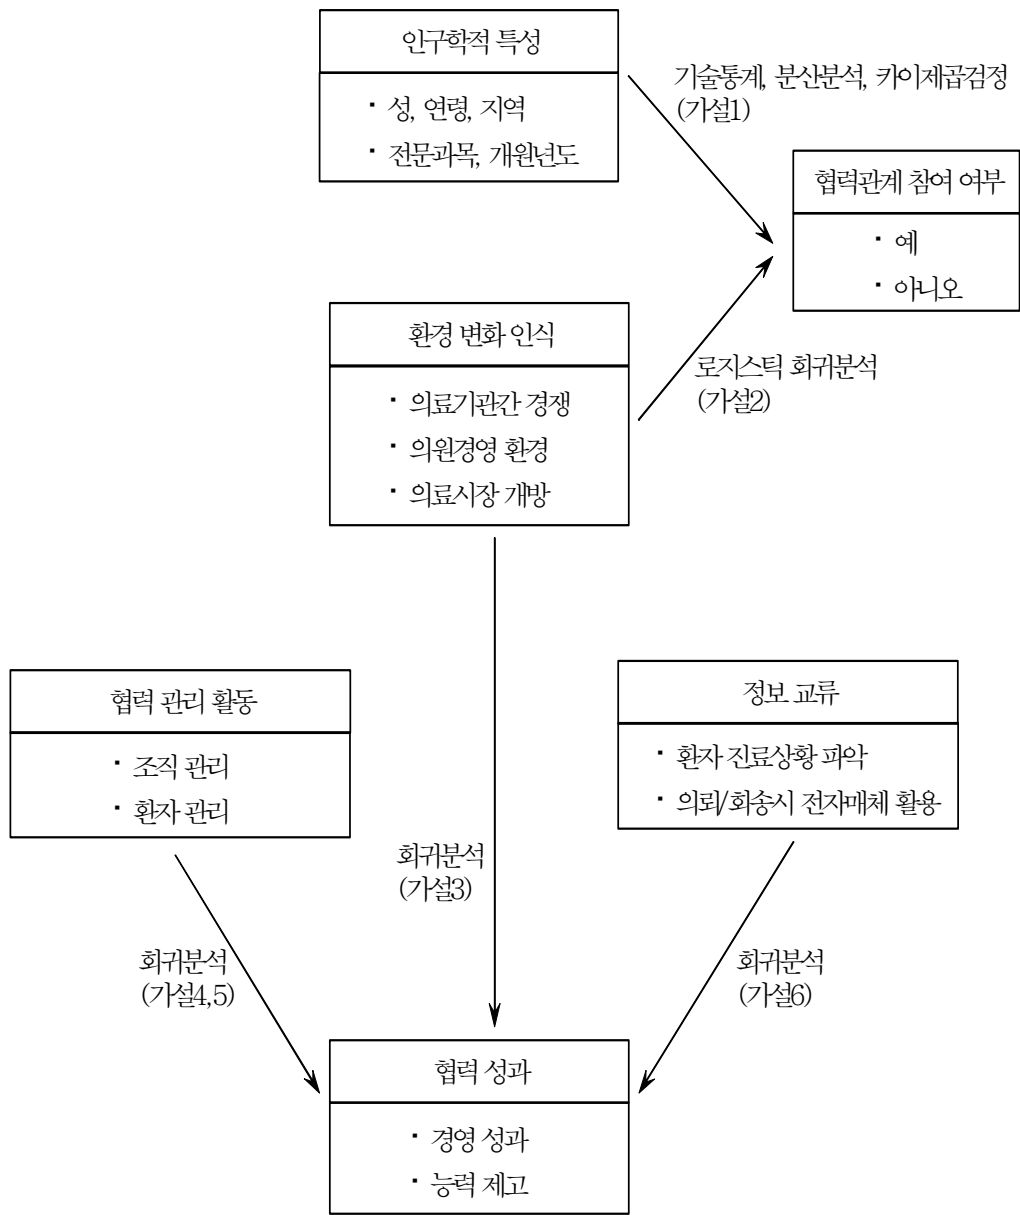 인구학적 특성
▪ 성, 연령, 지역
▪ 전문과목, 개원년도
기술통계, 분산분석, 카이제곱검정
(가설1)
협력관계 참여 여부
▪ 예
▪ 아니오
환경 변화 인식
▪ 의료기관간 경쟁
▪ 의원경영 환경
▪ 의료시장 개방
로지스틱 회귀분석
(가설2)
협력 관리 활동
▪ 조직 관리
▪ 환자 관리
정보 교류
▪ 환자 진료상황 파악
▪ 의뢰/회송시 전자매체 활용
회귀분석
(가설3)
회귀분석
(가설4,5)
회귀분석
(가설6)
협력 성과
▪ 경영 성과
▪ 능력 제고